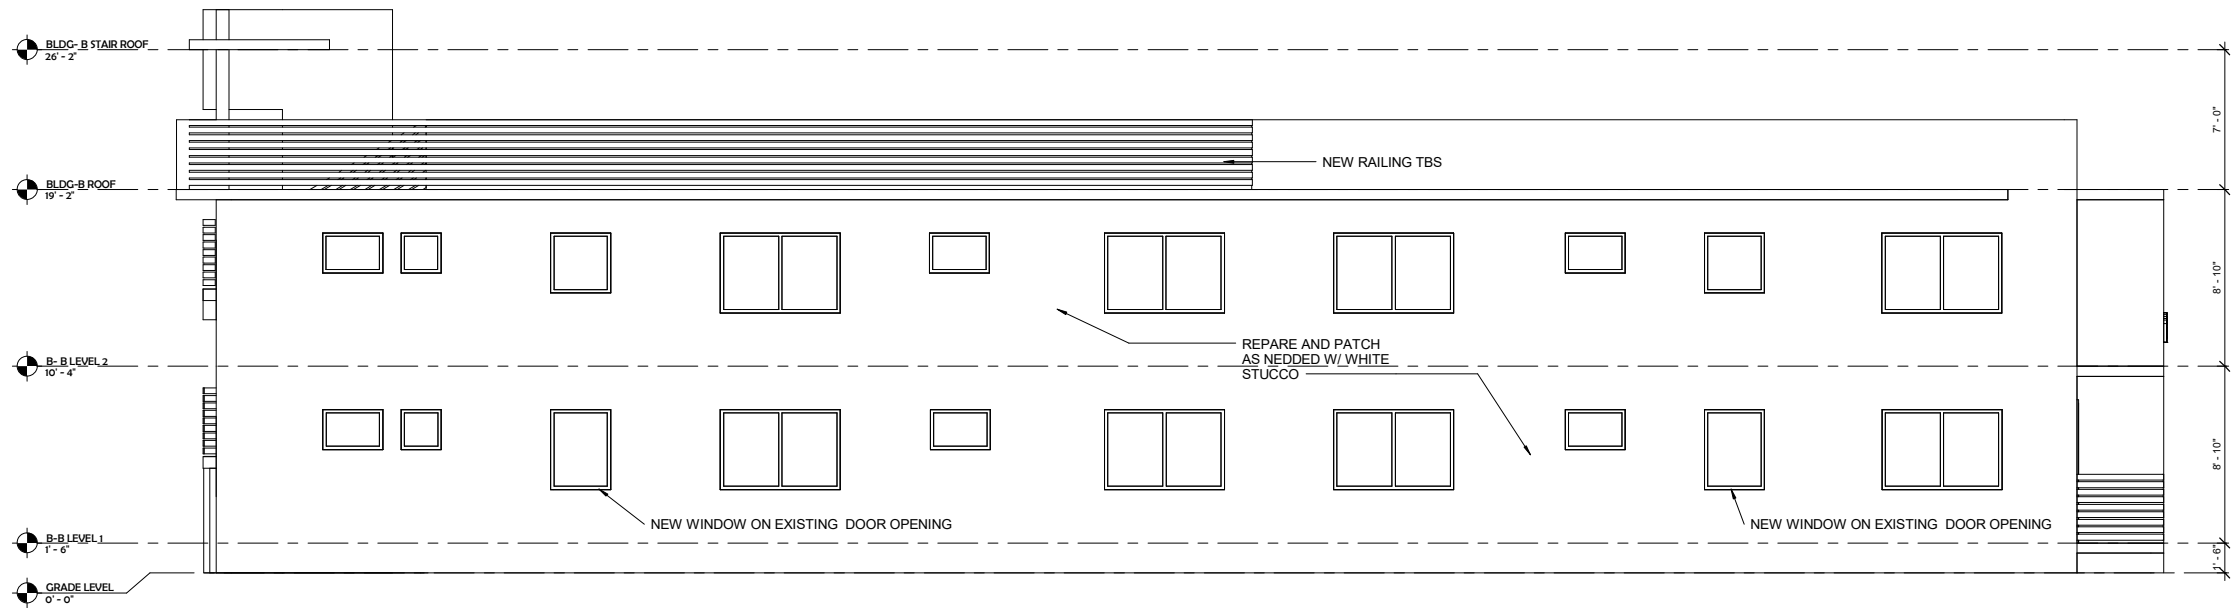 BLDG- B STAIR ROOF
26' - 2"
7' - 0"
NEW RAILING TBS
BLDG-B ROOF
19' - 2"
8' - 10"
REPARE AND PATCH
AS NEDDED W/ WHITE
STUCCO
B- B LEVEL 2
10' - 4"
8' - 10"
NEW WINDOW ON EXISTING DOOR OPENING
NEW WINDOW ON EXISTING DOOR OPENING
B-B LEVEL 1
1' - 6"
1' - 6"
GRADE LEVEL
0' - 0"